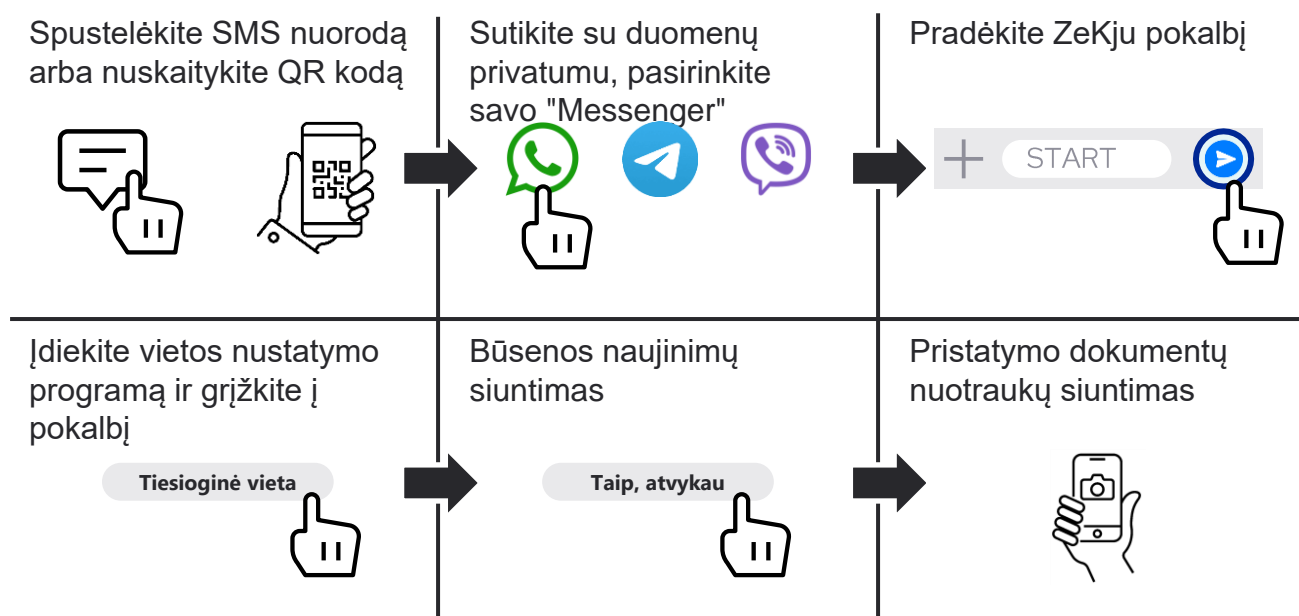 Spustelėkite SMS nuorodą
arba nuskaitykite QR kodą
Sutikite su duomenų
privatumu, pasirinkite
savo "Messenger"
Pradėkite ZeKju pokalbį
START
Įdiekite vietos nustatymo
programą ir grįžkite į
pokalbį
Tiesioginė vieta
Būsenos naujinimų
siuntimas
Taip, atvykau
Pristatymo dokumentų
nuotraukų siuntimas